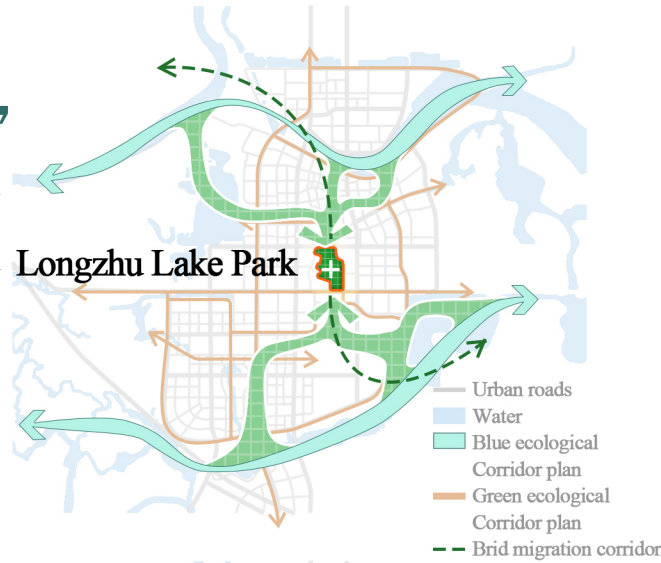 Longzhu Lake Park
Urban roads
Water
Blue ecological
Corridor plan
Green ecological
Corridor plan
Brid migration corridor